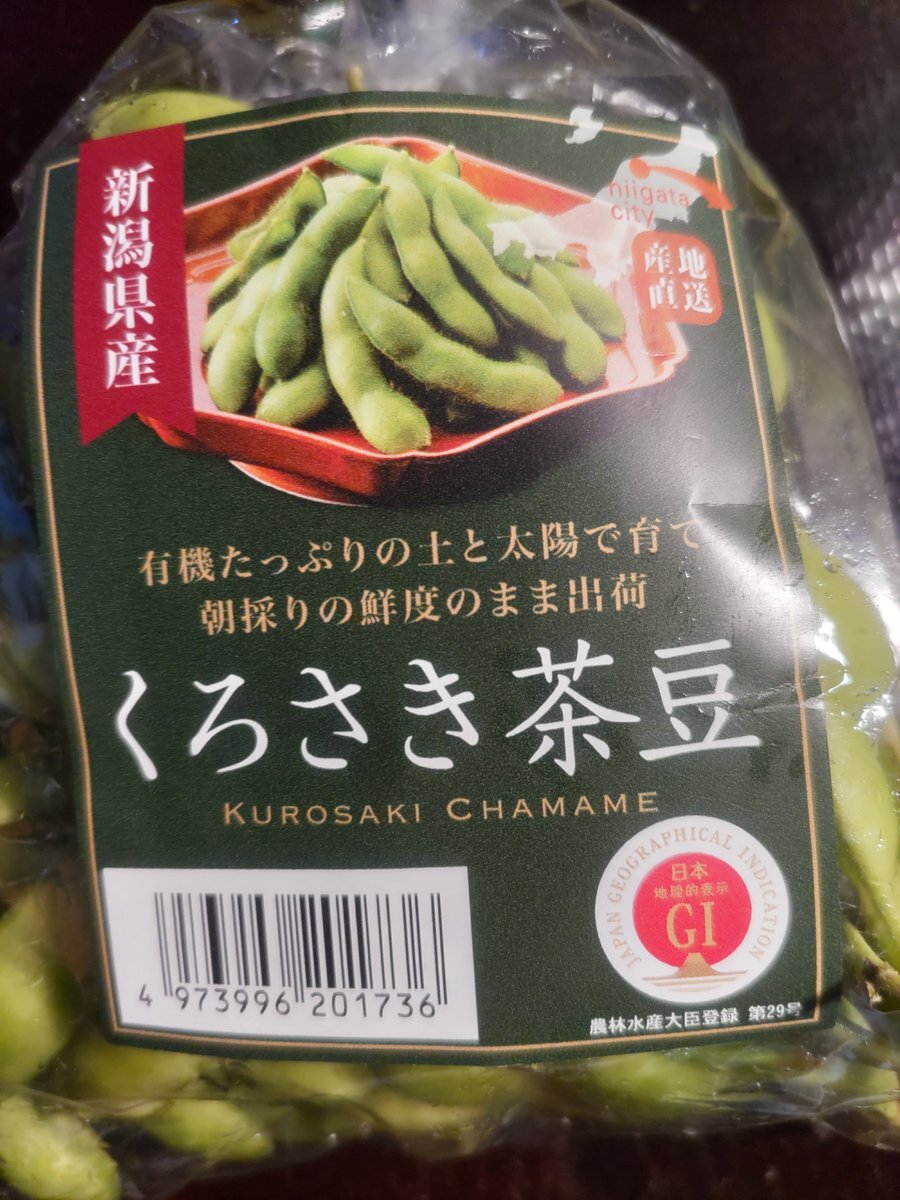 新潟県産
niigata
city
産地
直送
有機たっぷりの土と太陽で育て
朝採りの鮮度のまま出荷
くろさき茶豆
KUROSAKI CHAMAME
4 973996 201736
JAPAN GEOGRAPHICAL INDICATION
日本
地理的表示
GI
農林水産大臣登録 第29号